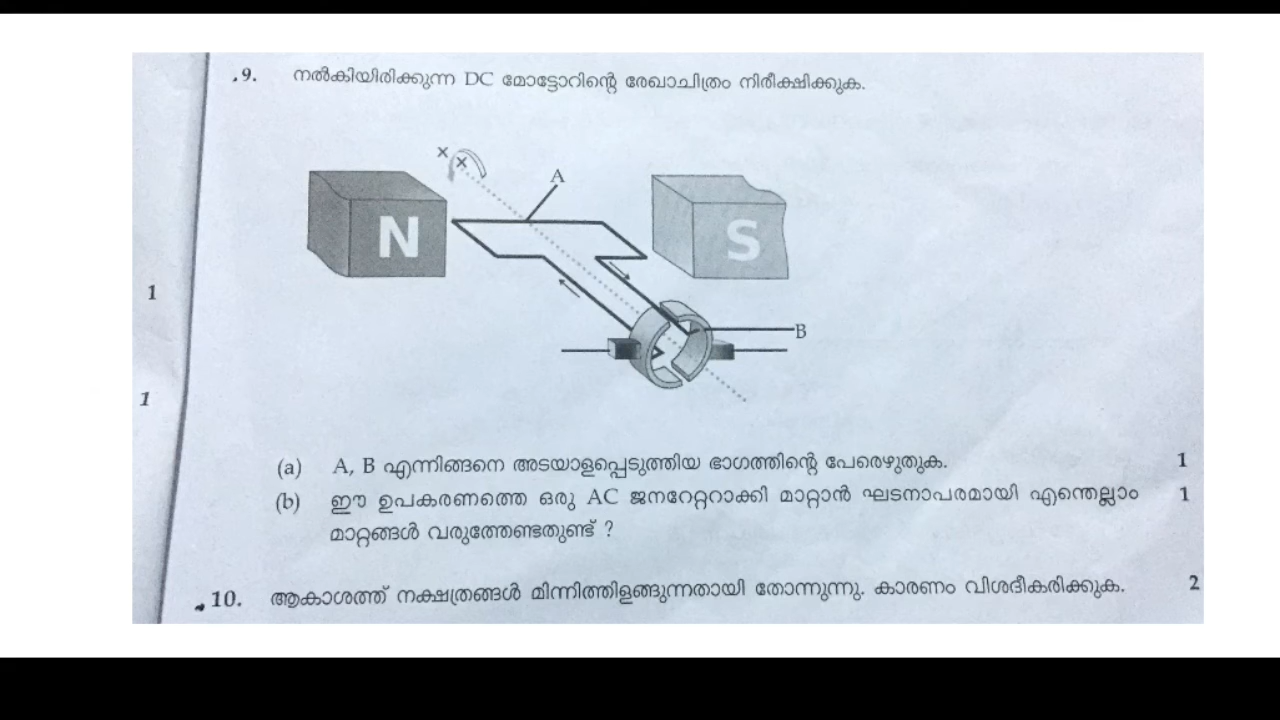 9. നൽകിയിരിക്കുന്ന DC മോട്ടോറിന്റെ രേഖാചിത്രം നിരീക്ഷിക്കുക.
x x
A
N S
1
B
1
(a) A, B എന്നിങ്ങനെ അടയാളപ്പെടുത്തിയ ഭാഗത്തിന്റെ പേരെഴുതുക. 1
(b) ഈ ഉപകരണത്തെ ഒരു AC ജനറേറ്ററാക്കി മാറ്റാൻ ഘടനാപരമായി എന്തെല്ലാം 1
മാറ്റങ്ങൾ വരുത്തേണ്ടതുണ്ട് ?
10. ആകാശത്ത് നക്ഷത്രങ്ങൾ മിന്നിത്തിളങ്ങുന്നതായി തോന്നുന്നു. കാരണം വിശദീകരിക്കുക. 2